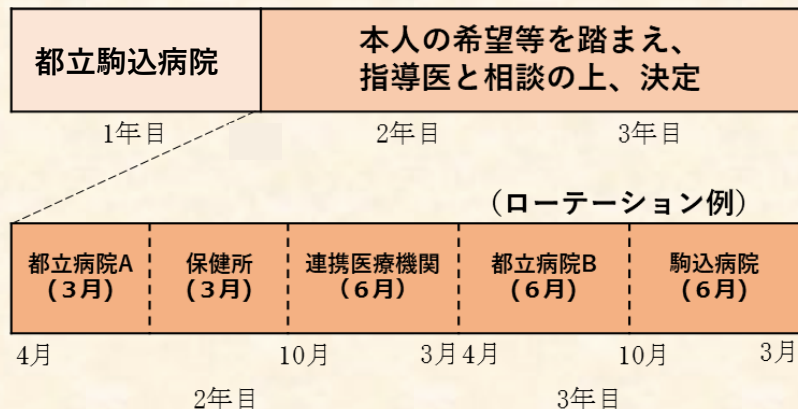 都立駒込病院
本人の希望等を踏まえ、
指導医と相談の上、決定
1年目
2年目
3年目
（ローテーション例）
都立病院A
(３月)
保健所
(３月)
連携医療機関
（６月）
都立病院B
(６月)
駒込病院
(６月)
4月
10月
3月
4月
10月
3月
2年目
3年目